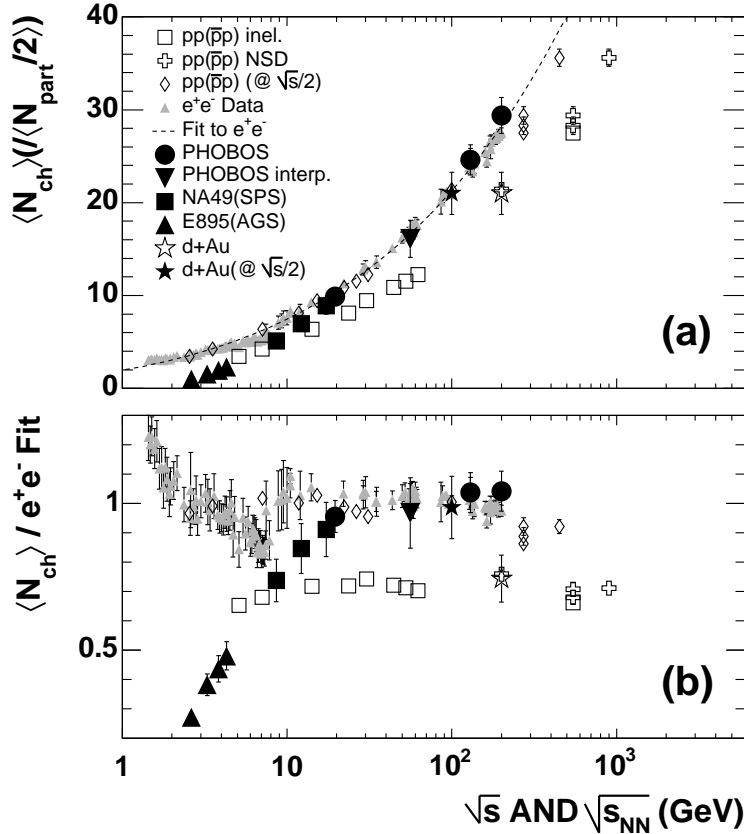 ⟨N_ch⟩(/⟨N_part/2⟩)
40
30
20
10
0
pp(p̅p) inel.
pp(p̅p) NSD
pp(p̅p) (@ √s/2)
e⁺e⁻ Data
Fit to e⁺e⁻
PHOBOS
PHOBOS interp.
NA49(SPS)
E895(AGS)
d+Au
d+Au(@ √s/2)
(a)
⟨N_ch⟩ / e⁺e⁻ Fit
1
0.5
(b)
1 10 10² 10³
√s AND √s_NN (GeV)